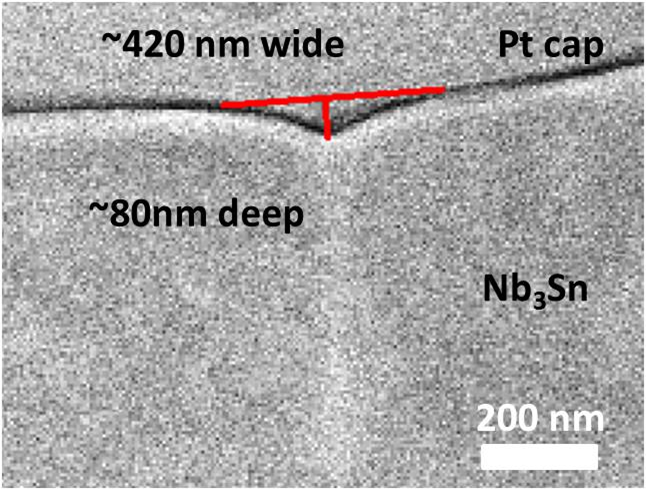 ~420 nm wide
Pt cap
~80nm deep
Nb₃Sn
200 nm